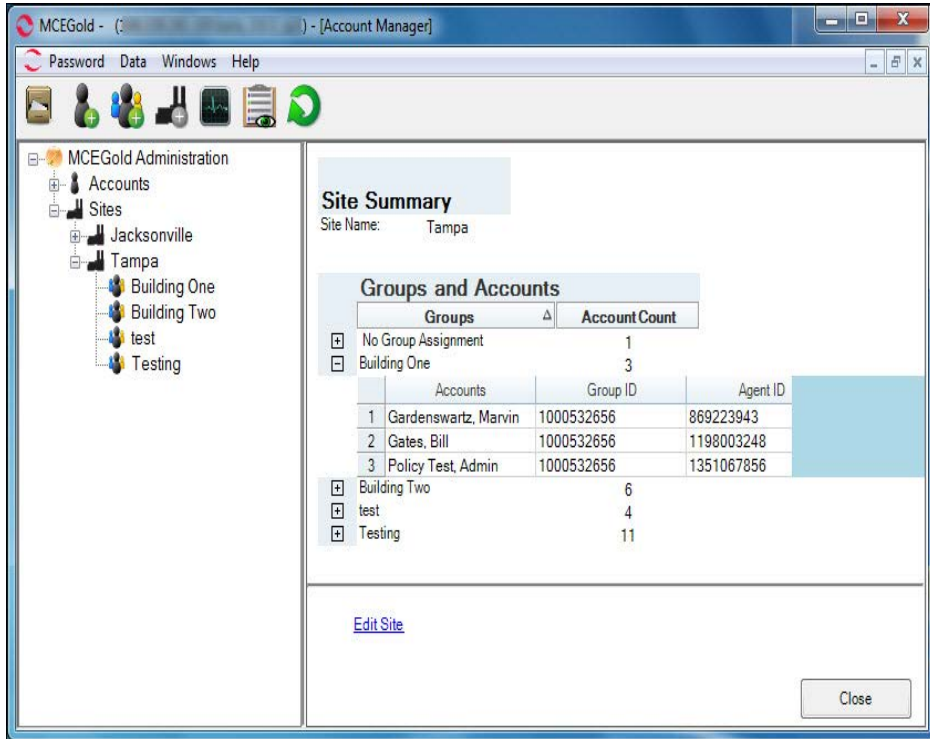 MCEGold - ( ) - [Account Manager]
Password Data Windows Help
MCEGold Administration
Accounts
Sites
Jacksonville
Tampa
Building One
Building Two
test
Testing
Site Summary
Site Name: Tampa
Groups and Accounts
Groups Account Count
No Group Assignment 1
Building One 3
Accounts Group ID Agent ID
1 Gardenswartz, Marvin 1000532656 869223943
2 Gates, Bill 1000532656 1198003248
3 Policy Test, Admin 1000532656 1351067856
Building Two 6
test 4
Testing 11
Edit Site
Close